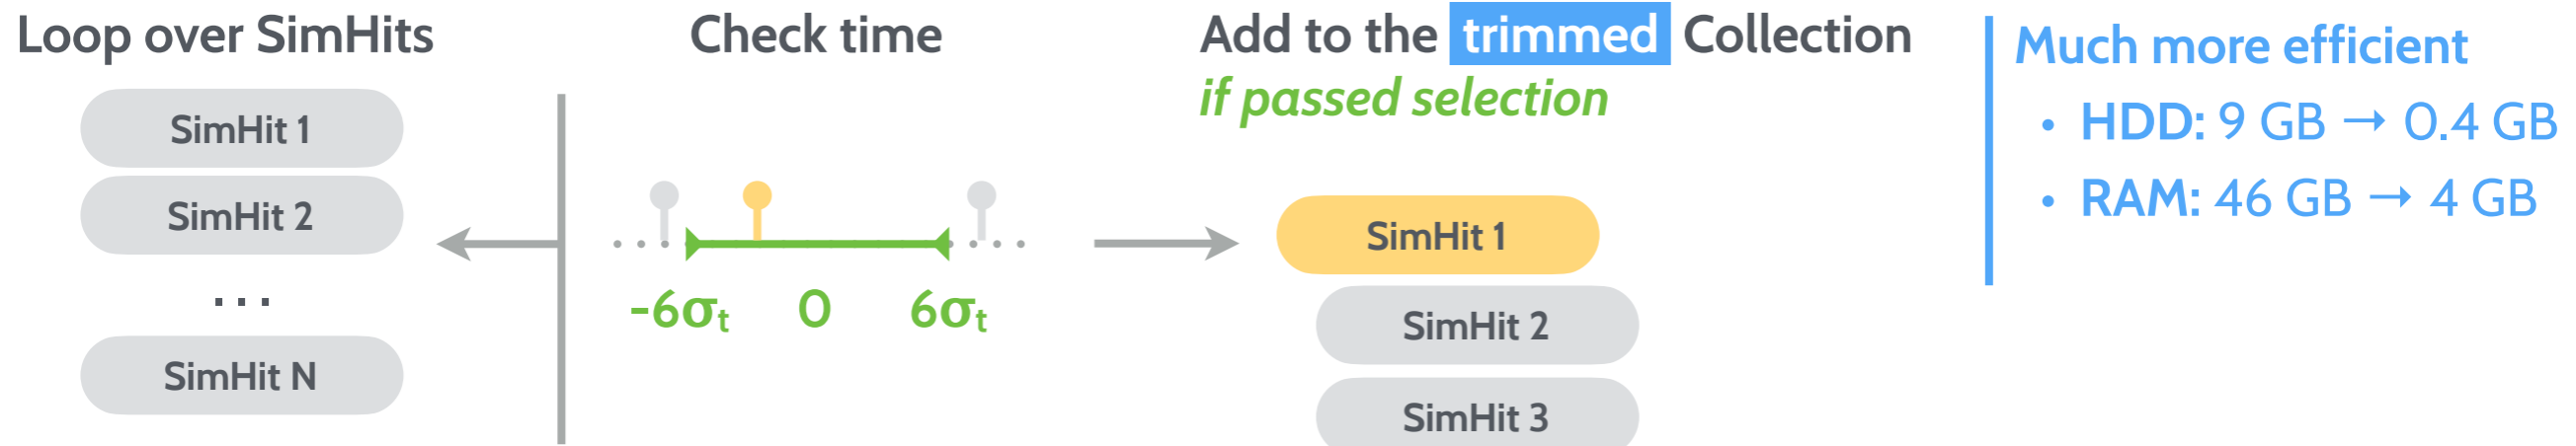 Loop over SimHits
SimHit 1
SimHit 2
...
SimHit N
Check time
-6σt
0
6σt
Add to the trimmed Collection
if passed selection
SimHit 1
SimHit 2
SimHit 3
Much more efficient
• HDD: 9 GB → 0.4 GB
• RAM: 46 GB → 4 GB